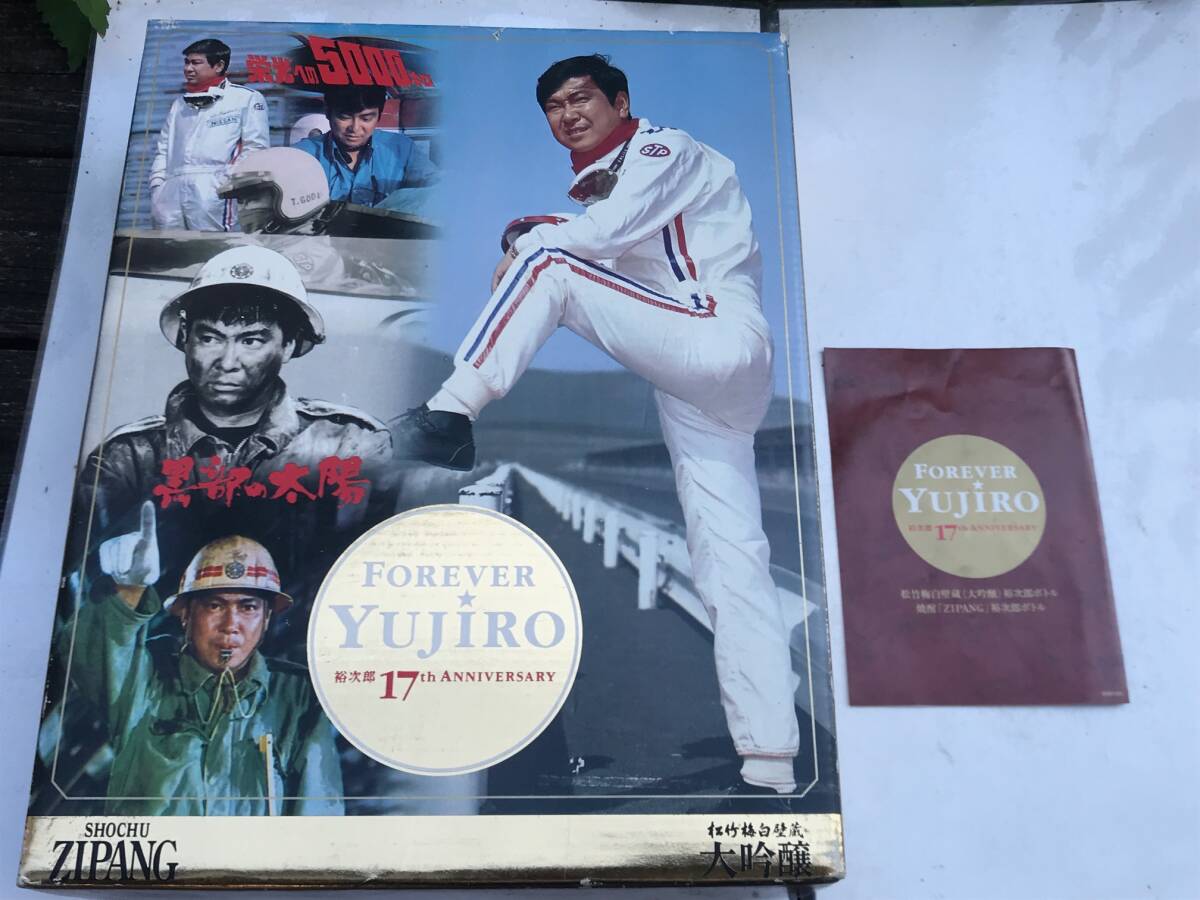 栄光への5000キロ
NISSAN
STP
T. GODAI
黒部の太陽
FOREVER
YUJIRO
裕次郎 17th ANNIVERSARY
SHOCHU
ZIPANG
松竹梅白壁蔵
大吟醸
FOREVER
YUJIRO
裕次郎 17th ANNIVERSARY
松竹梅白壁蔵〈大吟醸〉裕次郎ボトル
焼酎「ZIPANG」裕次郎ボトル